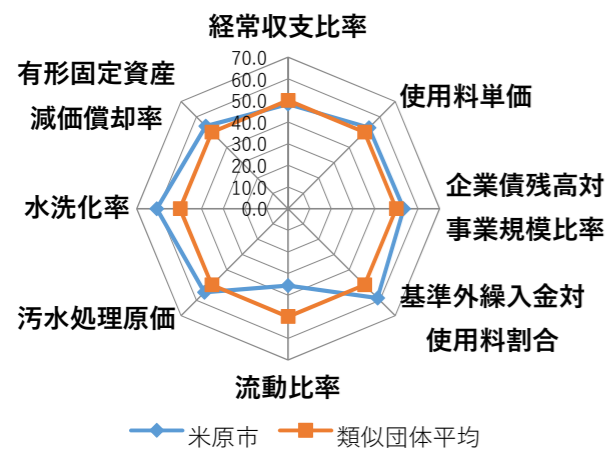 経常収支比率
70.0
60.0
50.0
40.0
30.0
20.0
10.0
0.0
使用料単価
企業債残高対
事業規模比率
基準外繰入金対
使用料割合
流動比率
汚水処理原価
水洗化率
有形固定資産
減価償却率
米原市
類似団体平均